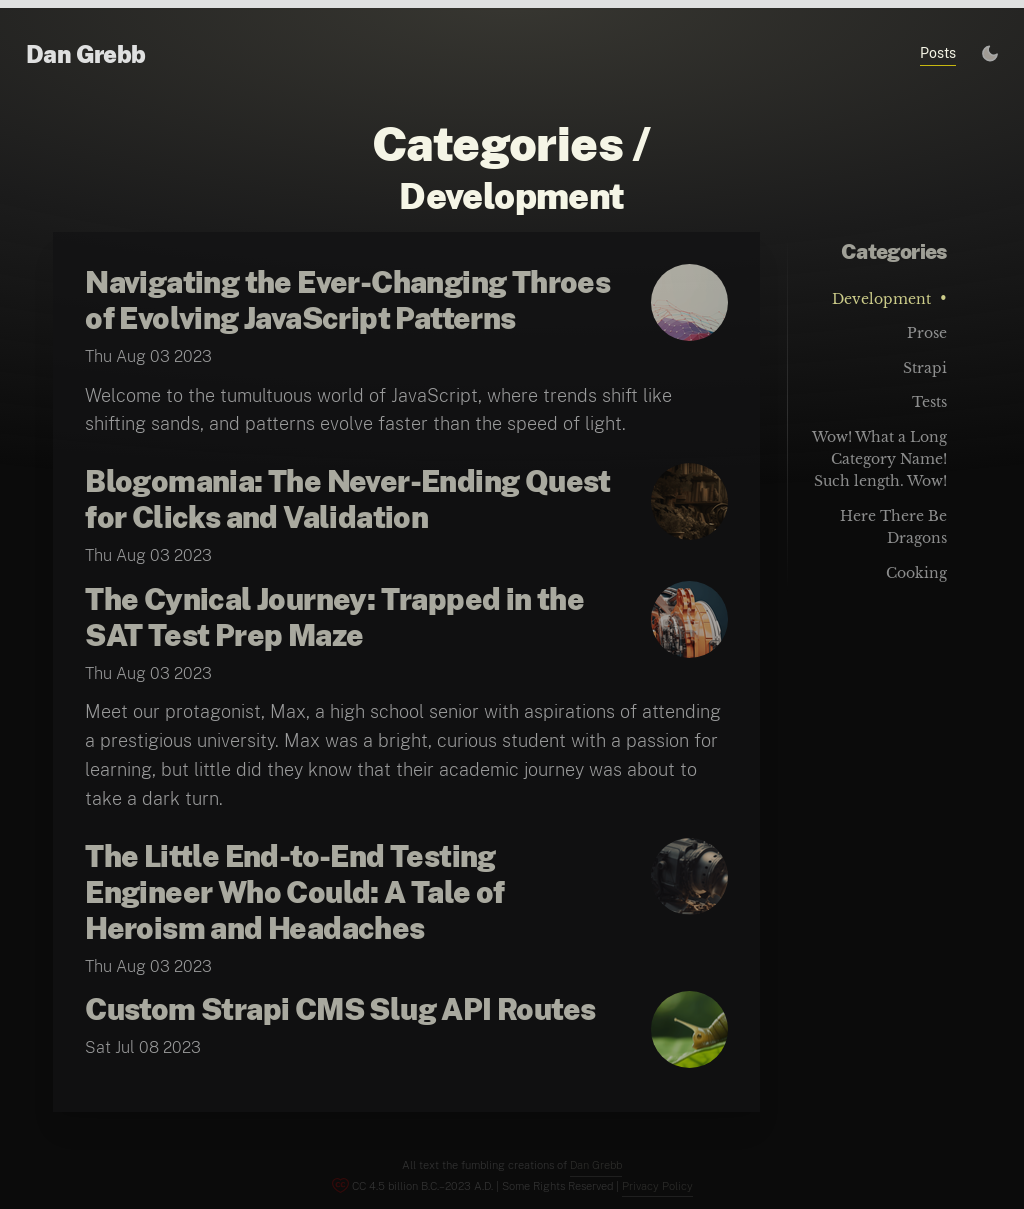 Dan Grebb
Posts
Categories /
Development
Navigating the Ever-Changing Throes
of Evolving JavaScript Patterns
Thu Aug 03 2023
Welcome to the tumultuous world of JavaScript, where trends shift like
shifting sands, and patterns evolve faster than the speed of light.
Blogomania: The Never-Ending Quest
for Clicks and Validation
Thu Aug 03 2023
The Cynical Journey: Trapped in the
SAT Test Prep Maze
Thu Aug 03 2023
Meet our protagonist, Max, a high school senior with aspirations of attending
a prestigious university. Max was a bright, curious student with a passion for
learning, but little did they know that their academic journey was about to
take a dark turn.
The Little End-to-End Testing
Engineer Who Could: A Tale of
Heroism and Headaches
Thu Aug 03 2023
Custom Strapi CMS Slug API Routes
Sat Jul 08 2023
Categories
Development •
Prose
Strapi
Tests
Wow! What a Long
Category Name!
Such length. Wow!
Here There Be
Dragons
Cooking
All text the fumbling creations of Dan Grebb
CC 4.5 billion B.C.–2023 A.D. | Some Rights Reserved | Privacy Policy